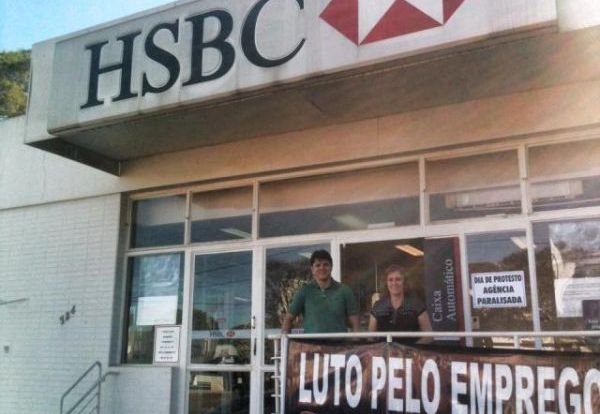 HSBC
DIA DE PROTESTO
AGÊNCIA
PARALISADA
Caixa
Automático
LUTO PELO EMPREGO